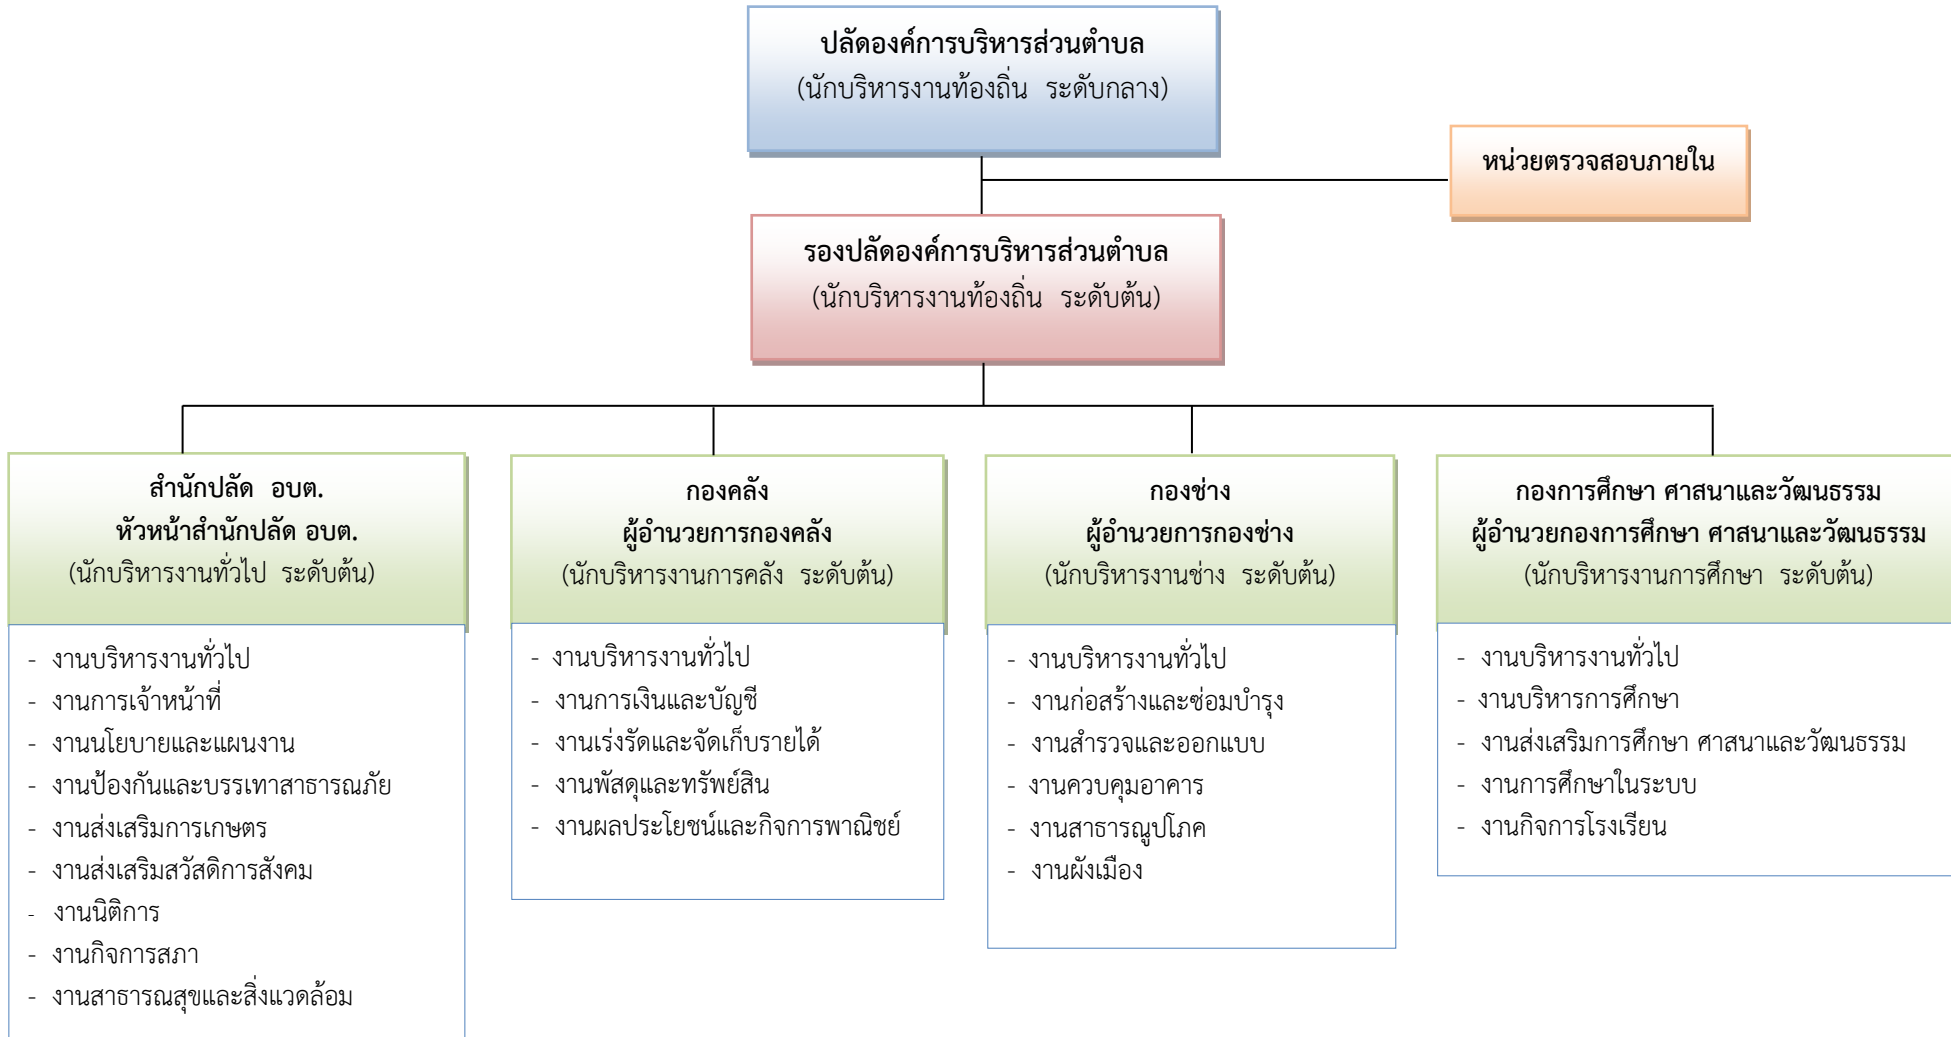 ปลัดองค์การบริหารส่วนตำบล
(นักบริหารงานท้องถิ่น ระดับกลาง)
หน่วยตรวจสอบภายใน
รองปลัดองค์การบริหารส่วนตำบล
(นักบริหารงานท้องถิ่น ระดับต้น)
สำนักปลัด อบต.
หัวหน้าสำนักปลัด อบต.
(นักบริหารงานทั่วไป ระดับต้น)
- งานบริหารงานทั่วไป
- งานการเจ้าหน้าที่
- งานนโยบายและแผนงาน
- งานป้องกันและบรรเทาสาธารณภัย
- งานส่งเสริมการเกษตร
- งานส่งเสริมสวัสดิการสังคม
- งานนิติการ
- งานกิจการสภา
- งานสาธารณสุขและสิ่งแวดล้อม
กองคลัง
ผู้อำนวยการกองคลัง
(นักบริหารงานการคลัง ระดับต้น)
- งานบริหารงานทั่วไป
- งานการเงินและบัญชี
- งานเร่งรัดและจัดเก็บรายได้
- งานพัสดุและทรัพย์สิน
- งานผลประโยชน์และกิจการพาณิชย์
กองช่าง
ผู้อำนวยการกองช่าง
(นักบริหารงานช่าง ระดับต้น)
- งานบริหารงานทั่วไป
- งานก่อสร้างและซ่อมบำรุง
- งานสำรวจและออกแบบ
- งานควบคุมอาคาร
- งานสาธารณูปโภค
- งานผังเมือง
กองการศึกษา ศาสนาและวัฒนธรรม
ผู้อำนวยกองการศึกษา ศาสนาและวัฒนธรรม
(นักบริหารงานการศึกษา ระดับต้น)
- งานบริหารงานทั่วไป
- งานบริหารการศึกษา
- งานส่งเสริมการศึกษา ศาสนาและวัฒนธรรม
- งานการศึกษาในระบบ
- งานกิจการโรงเรียน